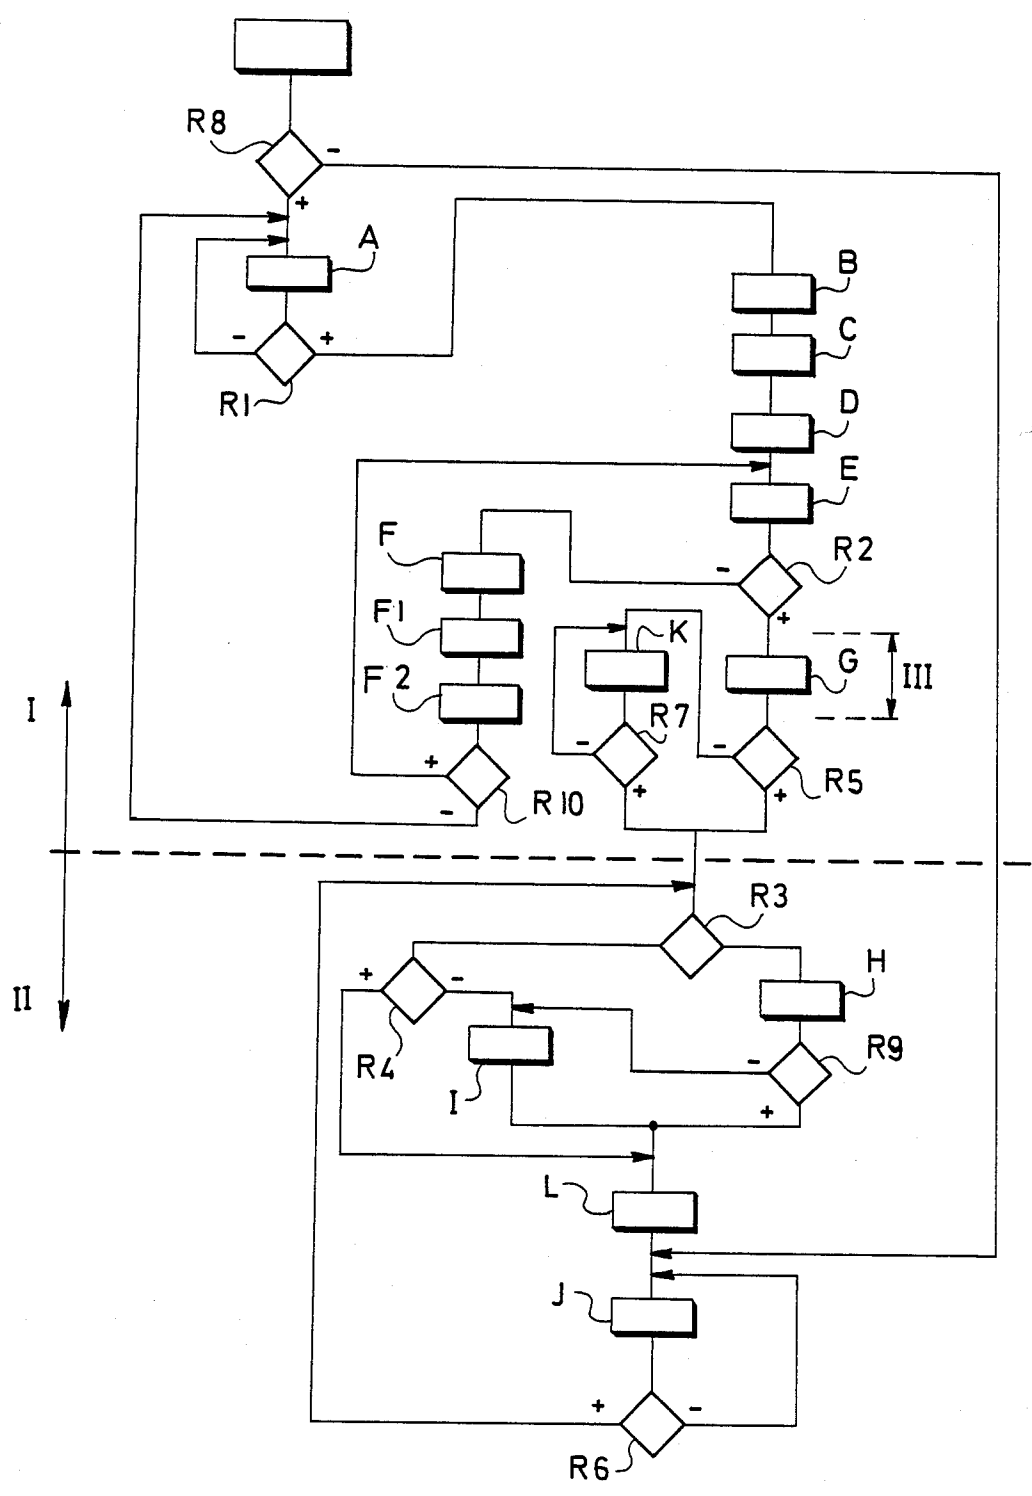 R8
-
+
A
B
- +
C
R1
D
E
F
R2
-
F1
K
+
G
III
F2
I
R7
- -
+
R5
R10
+ +
-
R3
H
+ -
II
R4
R9
-
I
+
L
J
+ -
R6